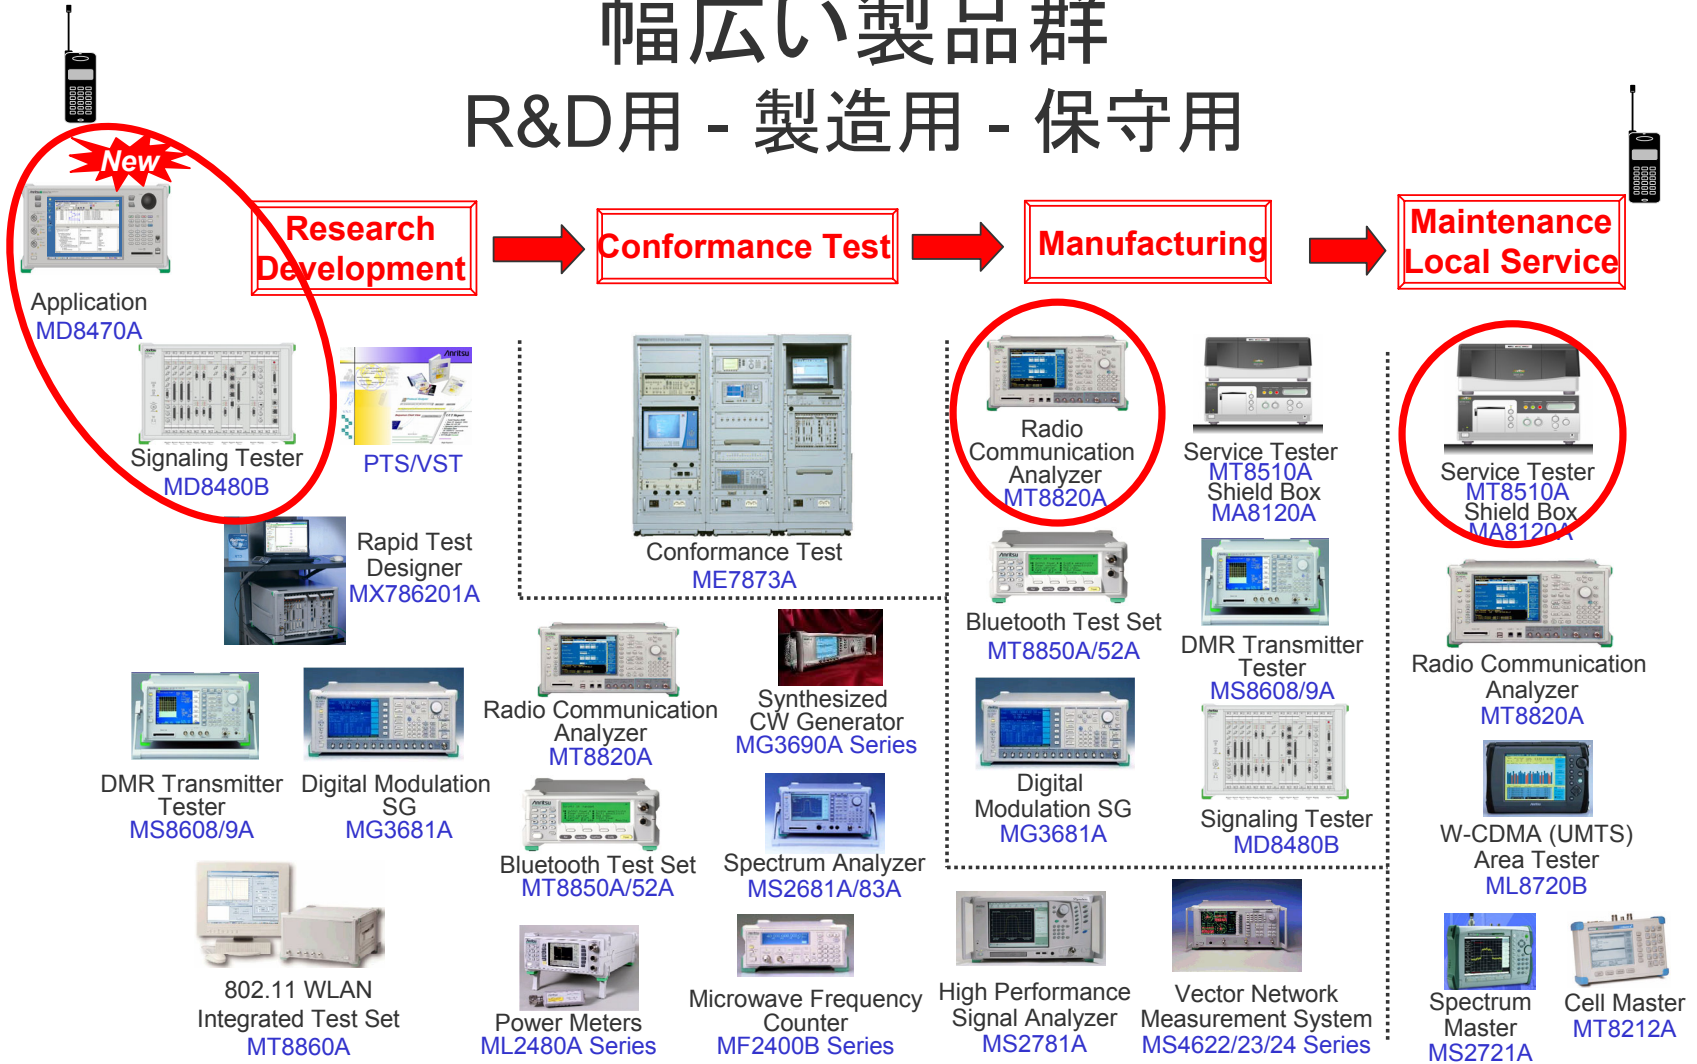 幅広い製品群
R&D用 - 製造用 - 保守用
New
Research
Development
Conformance Test
Manufacturing
Maintenance
Local Service
Application
MD8470A
Signaling Tester
MD8480B
Anritsu
PTS/VST
Rapid Test
Designer
MX786201A
DMR Transmitter
Tester
MS8608/9A
Digital Modulation
SG
MG3681A
802.11 WLAN
Integrated Test Set
MT8860A
Conformance Test
ME7873A
Radio Communication
Analyzer
MT8820A
Synthesized
CW Generator
MG3690A Series
Anritsu
Bluetooth Test Set
MT8850A/52A
Spectrum Analyzer
MS2681A/83A
Power Meters
ML2480A Series
Microwave Frequency
Counter
MF2400B Series
Radio
Communication
Analyzer
MT8820A
Service Tester
MT8510A
Shield Box
MA8120A
Anritsu
Bluetooth Test Set
MT8850A/52A
DMR Transmitter
Tester
MS8608/9A
Digital
Modulation SG
MG3681A
Signaling Tester
MD8480B
High Performance
Signal Analyzer
MS2781A
Vector Network
Measurement System
MS4622/23/24 Series
Service Tester
MT8510A
Shield Box
MA8120A
Radio Communication
Analyzer
MT8820A
W-CDMA (UMTS)
Area Tester
ML8720B
Spectrum
Master
MS2721A
Cell Master
MT8212A